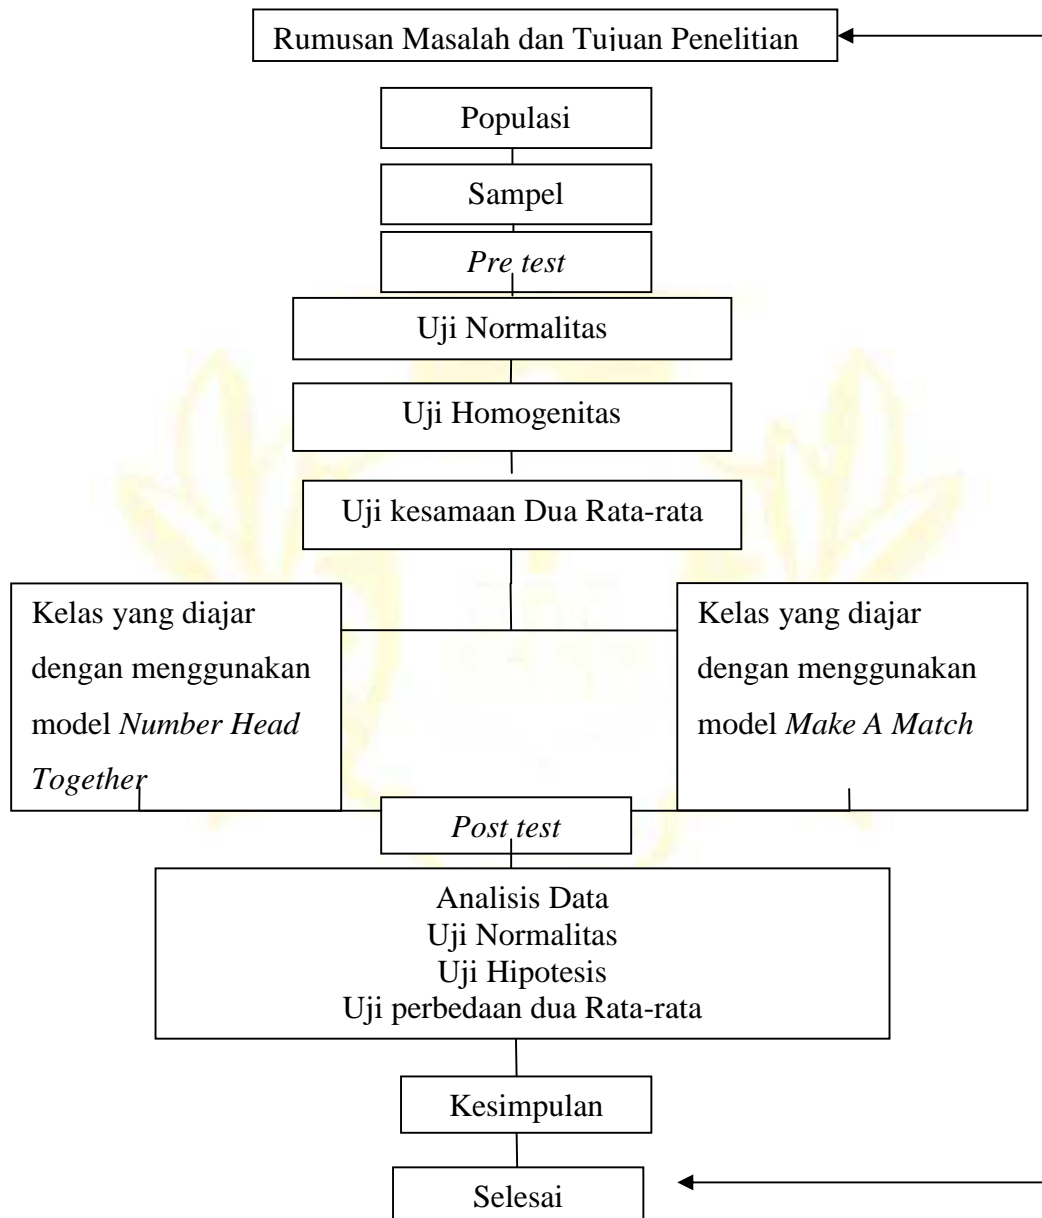 Rumusan Masalah dan Tujuan Penelitian
Populasi
Sampel
Pre test
Uji Normalitas
Uji Homogenitas
Uji kesamaan Dua Rata-rata
Kelas yang diajar
dengan menggunakan
model Number Head
Together
Kelas yang diajar
dengan menggunakan
model Make A Match
Post test
Analisis Data
Uji Normalitas
Uji Hipotesis
Uji perbedaan dua Rata-rata
Kesimpulan
Selesai